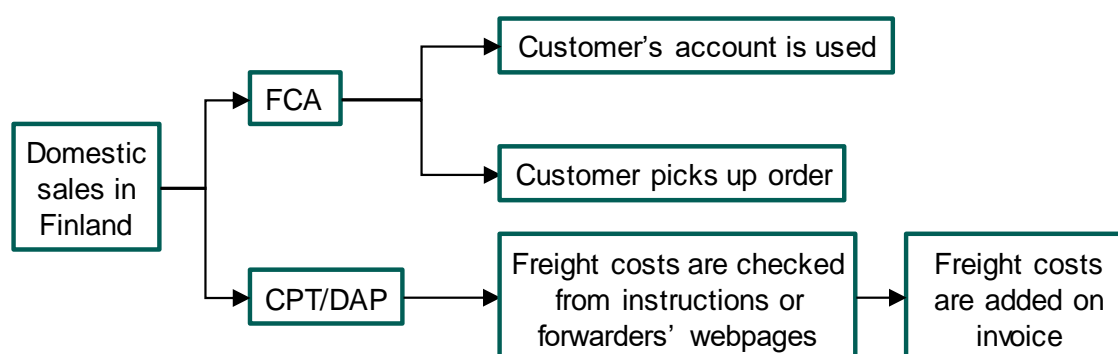 Customer's account is used
FCA
Domestic
sales in
Finland
Customer picks up order
CPT/DAP
Freight costs are checked
from instructions or
forwarders' webpages
Freight costs
are added on
invoice